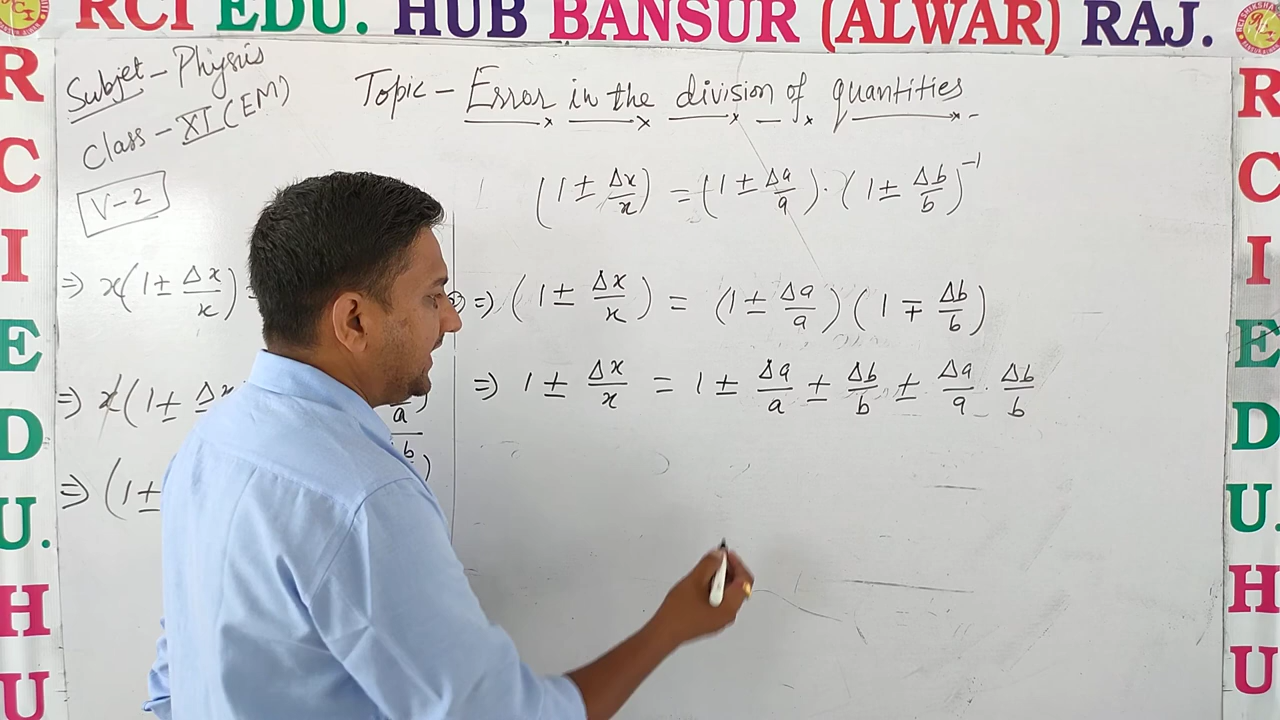 RCI EDU. HUB BANSUR (ALWAR) RAJ.
R
C
I
E
D
U.
H
U
Subjet - Physics
Class - XI (EM)
V-2
Topic - Error in the division of quantities
⇒ x(1 ± Δx/x)
⇒ x(1 ± Δx
a)
b)
⇒ (1 ±
(1 ± Δx/x) = (1 ± Δa/a) · (1 ± Δb/b)⁻¹
⇒ (1 ± Δx/x) = (1 ± Δa/a)(1 ∓ Δb/b)
⇒ 1 ± Δx/x = 1 ± Δa/a ± Δb/b ± Δa/a · Δb/b
R
C
I
E
D
U.
H
U